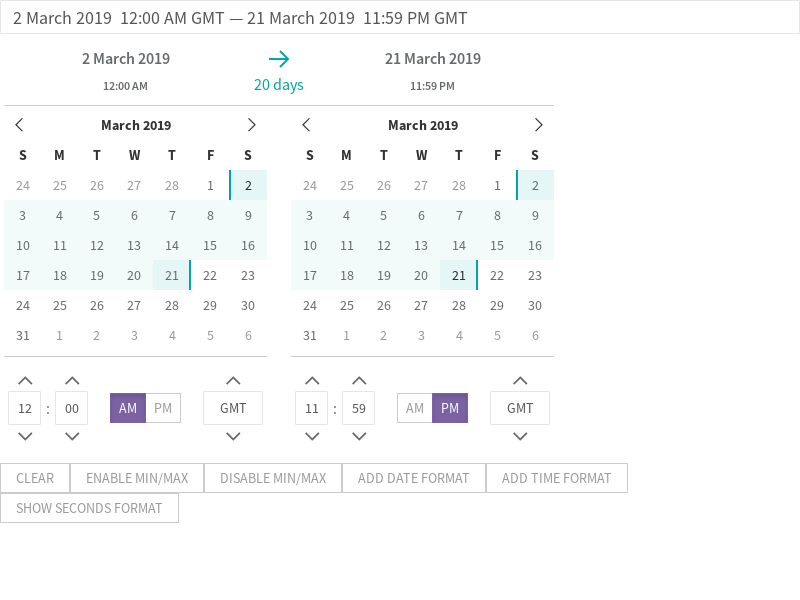 2 March 2019  12:00 AM GMT — 21 March 2019  11:59 PM GMT
2 March 2019 21 March 2019
12:00 AM 20 days 11:59 PM
March 2019 March 2019
S M T W T F S S M T W T F S
24 25 26 27 28 1 2 24 25 26 27 28 1 2
3 4 5 6 7 8 9 3 4 5 6 7 8 9
10 11 12 13 14 15 16 10 11 12 13 14 15 16
17 18 19 20 21 22 23 17 18 19 20 21 22 23
24 25 26 27 28 29 30 24 25 26 27 28 29 30
31 1 2 3 4 5 6 31 1 2 3 4 5 6
12 : 00 AM PM GMT 11 : 59 AM PM GMT
CLEAR ENABLE MIN/MAX DISABLE MIN/MAX ADD DATE FORMAT ADD TIME FORMAT
SHOW SECONDS FORMAT